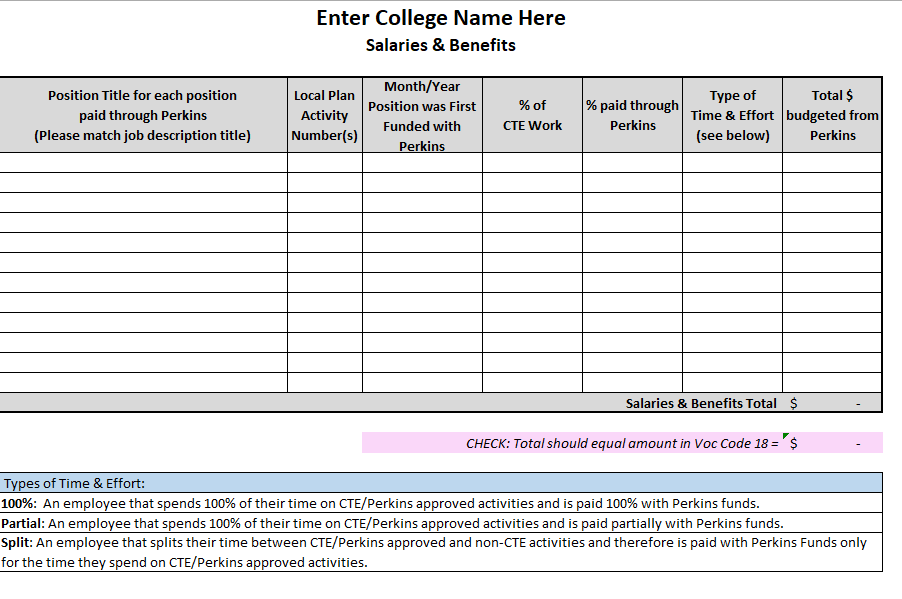 Enter College Name Here
Salaries & Benefits
Position Title for each position
paid through Perkins
(Please match job description title)
Local Plan
Activity
Number(s)
Month/Year
Position was First
Funded with
Perkins
% of
CTE Work
% paid through
Perkins
Type of
Time & Effort
(see below)
Total $
budgeted from
Perkins
Salaries & Benefits Total $ -
CHECK: Total should equal amount in Voc Code 18 = $ -
Types of Time & Effort:
100%: An employee that spends 100% of their time on CTE/Perkins approved activities and is paid 100% with Perkins funds.
Partial: An employee that spends 100% of their time on CTE/Perkins approved activities and is paid partially with Perkins funds.
Split: An employee that splits their time between CTE/Perkins approved and non-CTE activities and therefore is paid with Perkins Funds only
for the time they spend on CTE/Perkins approved activities.